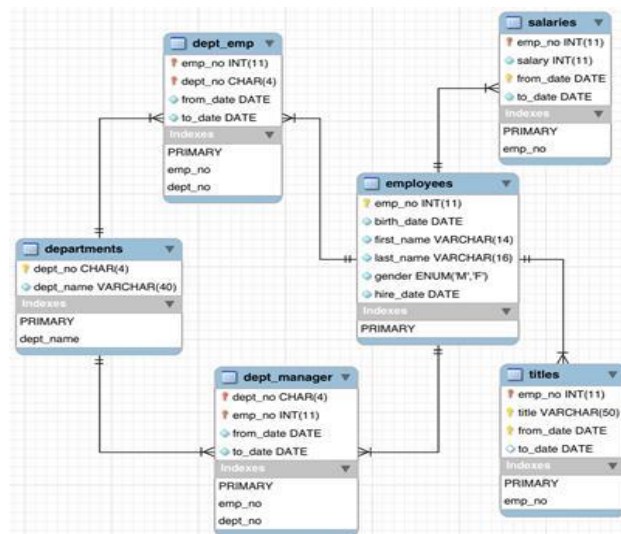 dept_emp
emp_no INT(11)
dept_no CHAR(4)
from_date DATE
to_date DATE
Indexes
PRIMARY
emp_no
dept_no
salaries
emp_no INT(11)
salary INT(11)
from_date DATE
to_date DATE
Indexes
PRIMARY
emp_no
employees
emp_no INT(11)
birth_date DATE
first_name VARCHAR(14)
last_name VARCHAR(16)
gender ENUM('M','F')
hire_date DATE
Indexes
PRIMARY
departments
dept_no CHAR(4)
dept_name VARCHAR(40)
Indexes
PRIMARY
dept_name
dept_manager
dept_no CHAR(4)
emp_no INT(11)
from_date DATE
to_date DATE
Indexes
PRIMARY
emp_no
dept_no
titles
emp_no INT(11)
title VARCHAR(50)
from_date DATE
to_date DATE
Indexes
PRIMARY
emp_no